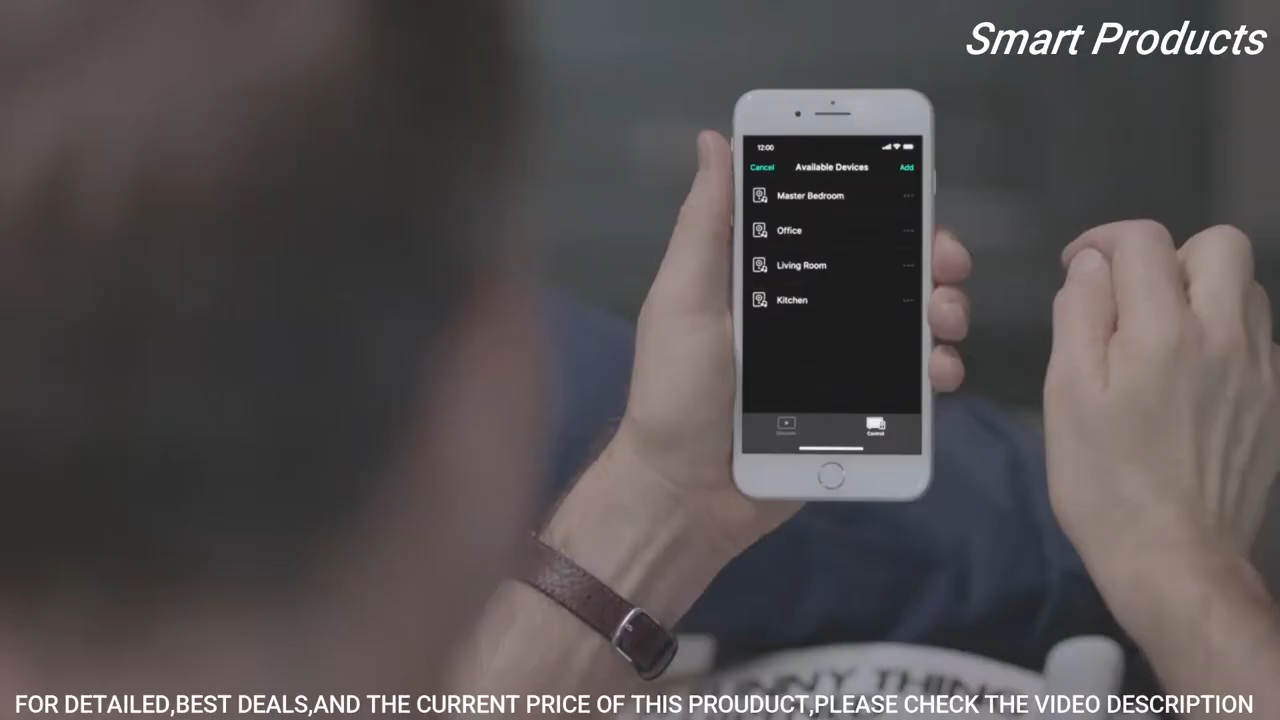 Smart Products
12:00
Cancel Available Devices Add
Master Bedroom
Office
Living Room
Kitchen
Control
FOR DETAILED,BEST DEALS,AND THE CURRENT PRICE OF THIS PROUDUCT,PLEASE CHECK THE VIDEO DESCRIPTION